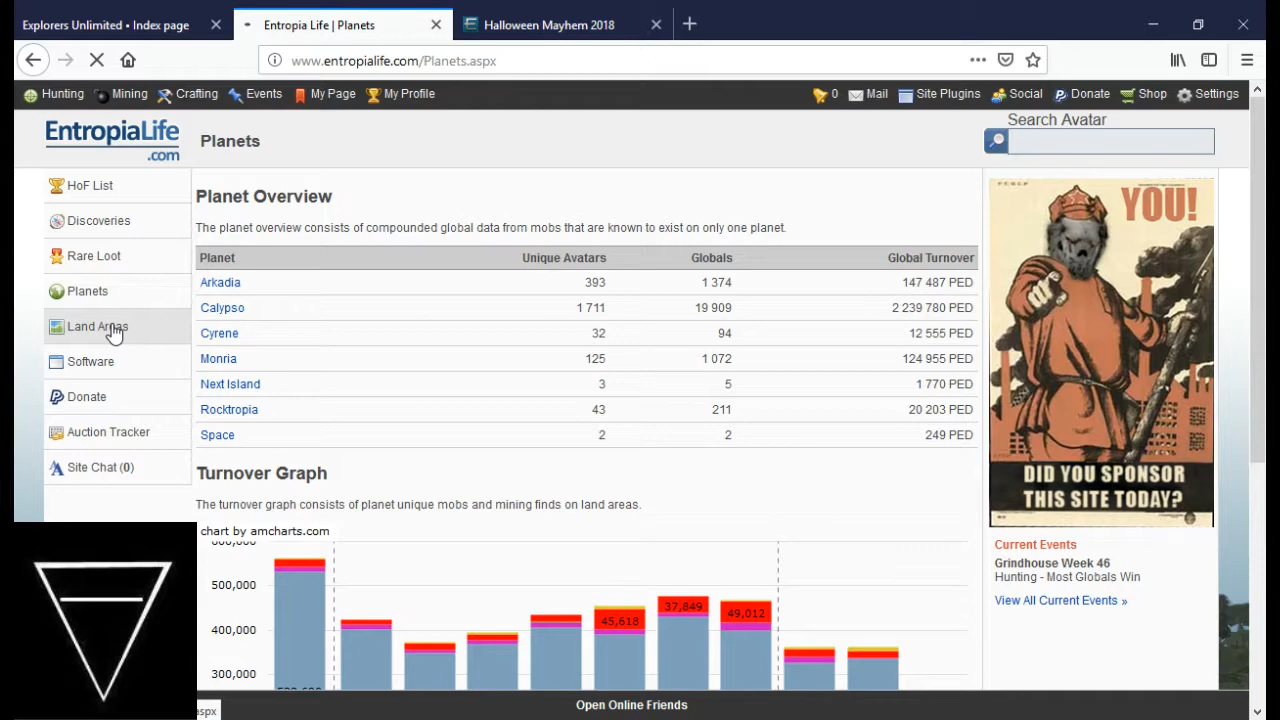 Explorers Unlimited • Index page
Entropia Life | Planets
Halloween Mayhem 2018
www.entropialife.com/Planets.aspx
Hunting
Mining
Crafting
Events
My Page
My Profile
0
Mail
Site Plugins
Social
Donate
Shop
Settings
EntropiaLife
.com
Planets
Search Avatar
HoF List
Discoveries
Rare Loot
Planets
Land Areas
Software
Donate
Auction Tracker
Site Chat (0)
Planet Overview
The planet overview consists of compounded global data from mobs that are known to exist on only one planet.
Planet Unique Avatars Globals Global Turnover
Arkadia 393 1 374 147 487 PED
Calypso 1 711 19 909 2 239 780 PED
Cyrene 32 94 12 555 PED
Monria 125 1 072 124 955 PED
Next Island 3 5 1 770 PED
Rocktropia 43 211 20 203 PED
Space 2 2 249 PED
Turnover Graph
The turnover graph consists of planet unique mobs and mining finds on land areas.
chart by amcharts.com
500,000
400,000
300,000
45,618
37,849
49,012
YOU!
DID YOU SPONSOR
THIS SITE TODAY?
Current Events
Grindhouse Week 46
Hunting - Most Globals Win
View All Current Events »
aspx
Open Online Friends